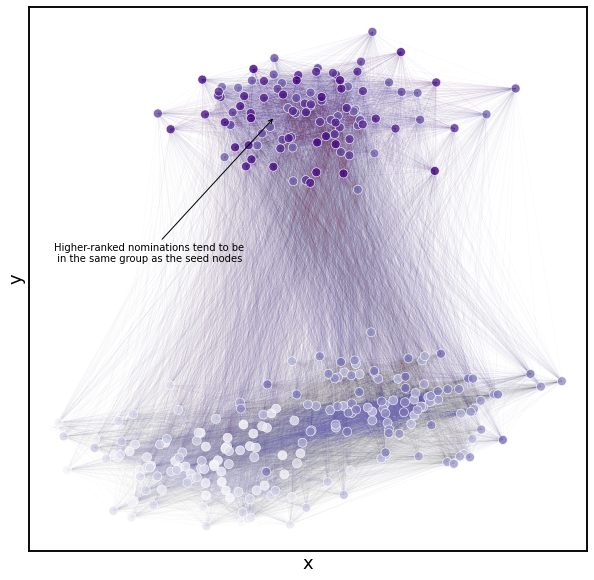 Higher-ranked nominations tend to be
in the same group as the seed nodes
y
x